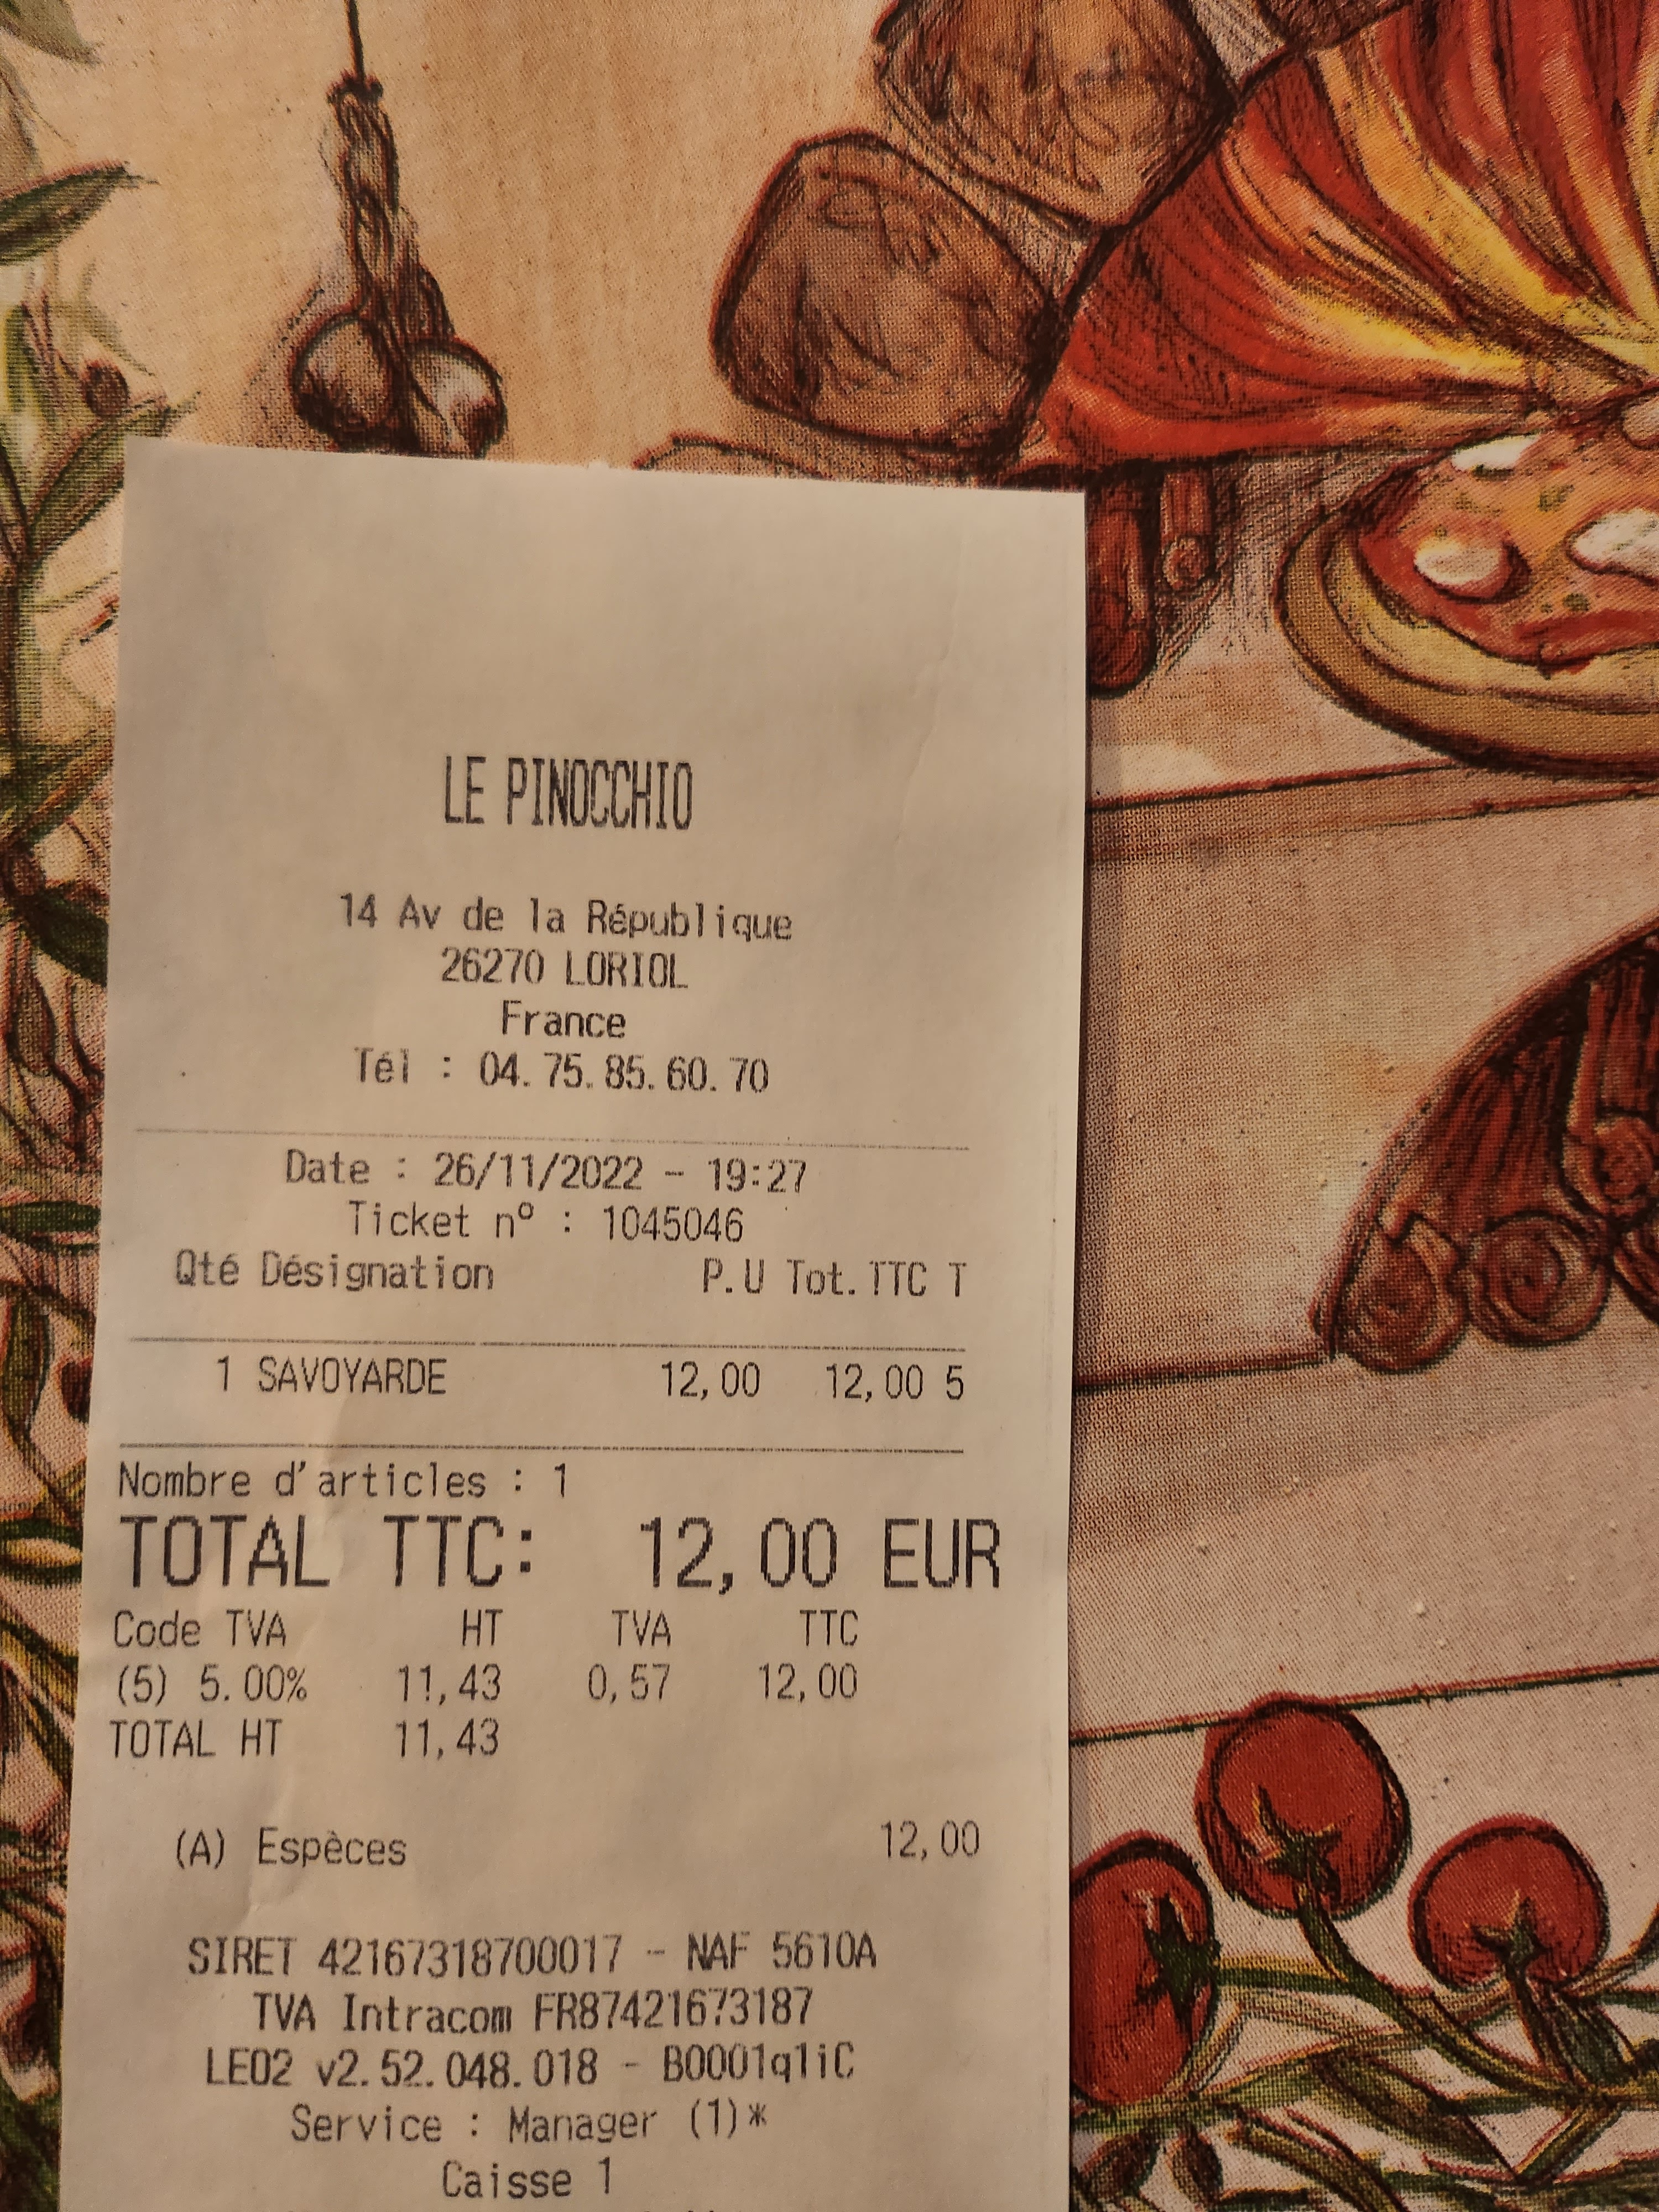 LE PINOCCHIO
14 Av de la République
26270 LORIOL
France
Tél : 04.75.85.60.70
Date : 26/11/2022 - 19:27
Ticket nº : 1045046
Qté Désignation P.U Tot.TTC T
1 SAVOYARDE 12,00 12,00 5
Nombre d'articles : 1
TOTAL TTC: 12,00 EUR
Code TVA HT TVA TTC
(5) 5.00% 11,43 0,57 12,00
TOTAL HT 11,43
(A) Espèces 12,00
SIRET 42167318700017 - NAF 5610A
TVA Intracom FR87421673187
LEO2 v2.52.048.018 - B0001q1iC
Service : Manager (1)*
Caisse 1